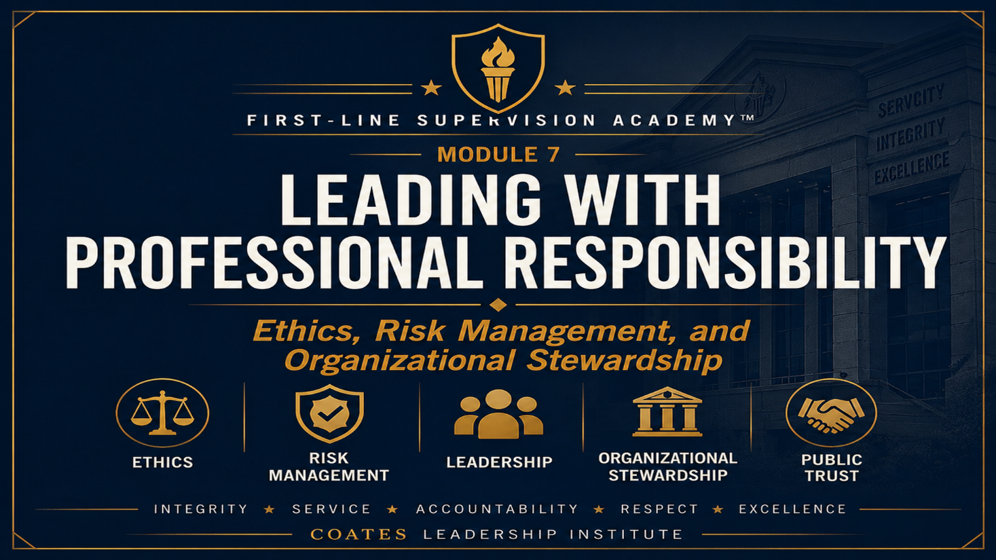 FIRST-LINE SUPERVISION ACADEMY™
SERVCITY
INTEGRITY
EXCELLENCE
MODULE 7
LEADING WITH
PROFESSIONAL RESPONSIBILITY
Ethics, Risk Management, and
Organizational Stewardship
ETHICS
RISK
MANAGEMENT
LEADERSHIP
ORGANIZATIONAL
STEWARDSHIP
PUBLIC
TRUST
INTEGRITY ★ SERVICE ★ ACCOUNTABILITY ★ RESPECT ★ EXCELLENCE
COATES LEADERSHIP INSTITUTE